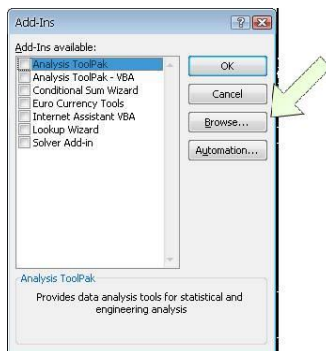 Add-Ins
Add-Ins available:
Analysis ToolPak
Analysis ToolPak - VBA
Conditional Sum Wizard
Euro Currency Tools
Internet Assistant VBA
Lookup Wizard
Solver Add-in
OK
Cancel
Browse...
Automation...
Analysis ToolPak
Provides data analysis tools for statistical and
engineering analysis